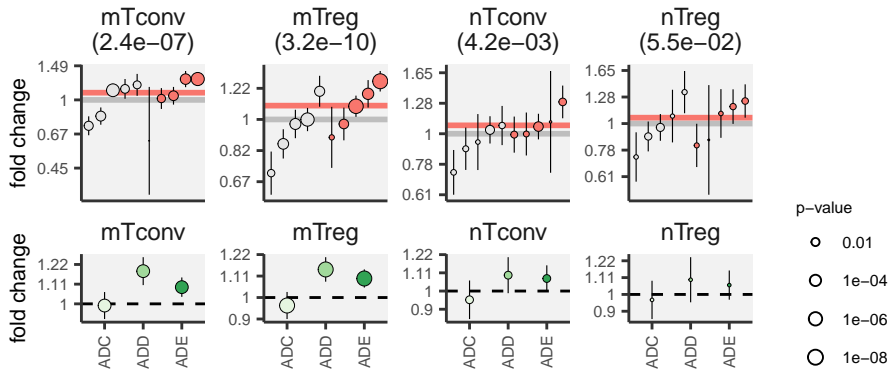 mTconv
(2.4e−07)
mTreg
(3.2e−10)
nTconv
(4.2e−03)
nTreg
(5.5e−02)
fold change
1.49
1
0.67
0.45
1.22
1
0.82
0.67
1.65
1.28
1
0.78
0.61
1.65
1.28
1
0.78
0.61
mTconv
mTreg
nTconv
nTreg
fold change
1.22
1.11
1
1.22
1.11
1
0.9
1.22
1.11
1
0.9
1.22
1.11
1
0.9
ADC
ADD
ADE
ADC
ADD
ADE
ADC
ADD
ADE
ADC
ADD
ADE
p−value
0.01
1e−04
1e−06
1e−08